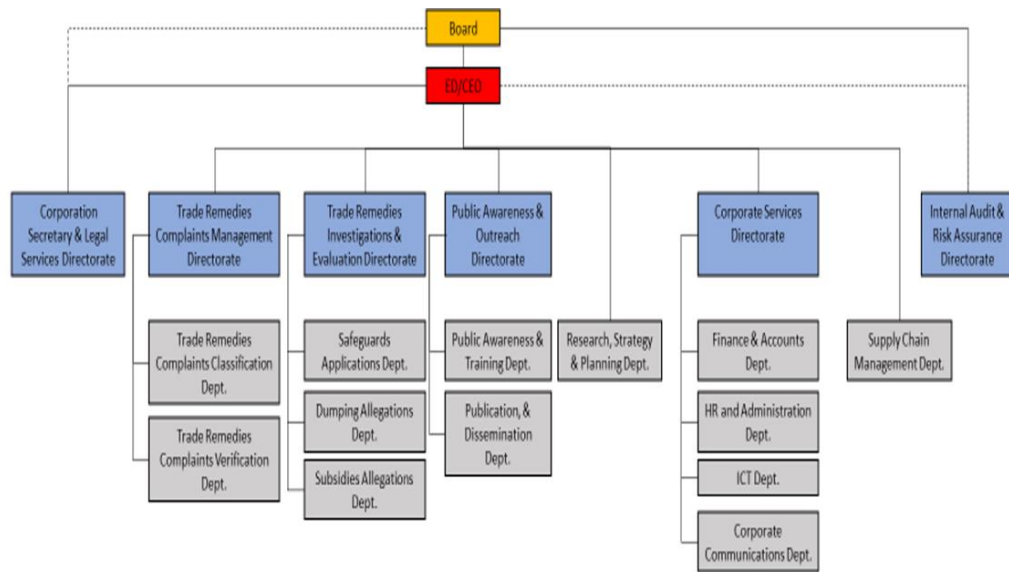 Board
ED/CEO
Corporation
Secretary & Legal
Services Directorate
Trade Remedies
Complaints Management
Directorate
Trade Remedies
Investigations &
Evaluation Directorate
Public Awareness &
Outreach
Directorate
Corporate Services
Directorate
Internal Audit &
Risk Assurance
Directorate
Trade Remedies
Complaints Classification
Dept.
Safeguards
Applications Dept.
Public Awareness &
Training Dept.
Research, Strategy
& Planning Dept.
Finance & Accounts
Dept.
Supply Chain
Management Dept.
Trade Remedies
Complaints Verification
Dept.
Dumping Allegations
Dept.
Publication, &
Dissemination
Dept.
HR and Administration
Dept.
Subsidies Allegations
Dept.
ICT Dept.
Corporate
Communications Dept.